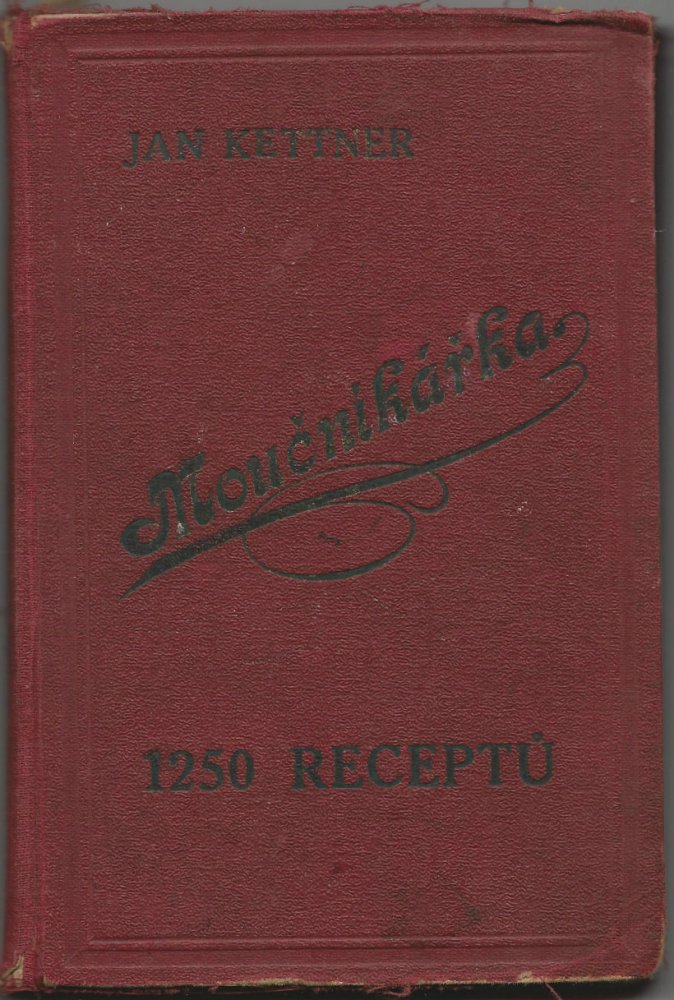 JAN KETTNER
Moučnikářka
1250 RECEPTŮ